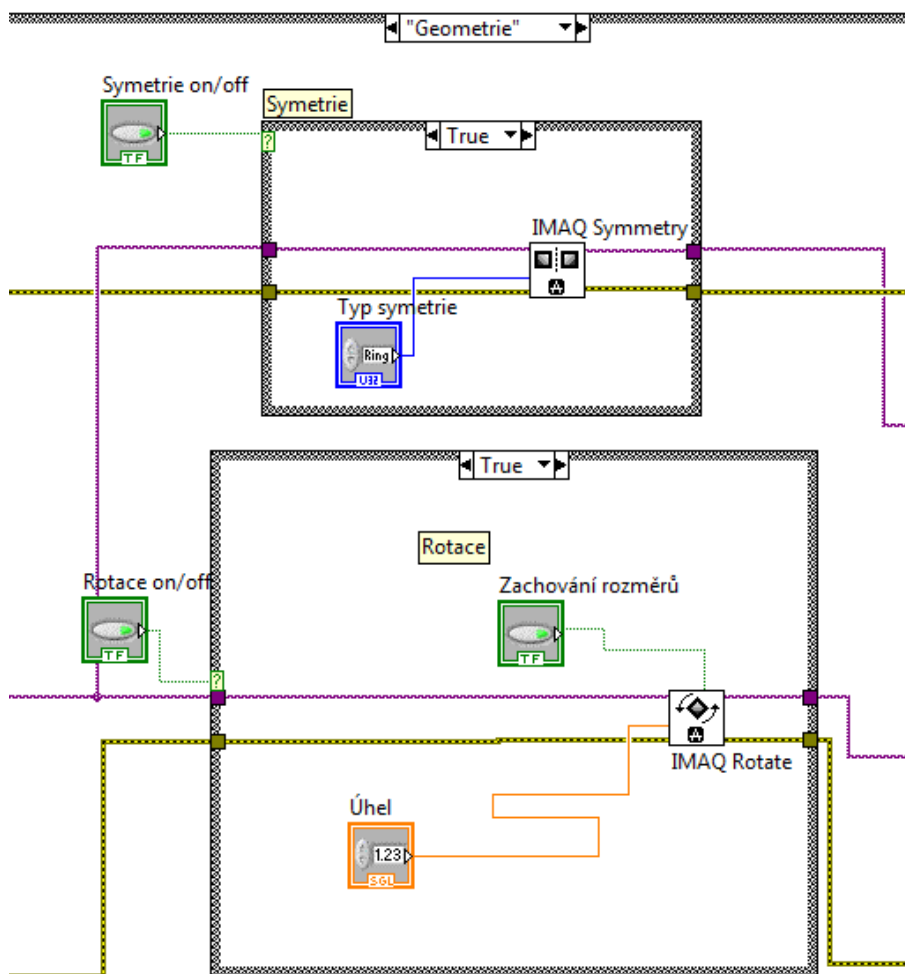 "Geometrie"
Symetrie on/off
TF
Symetrie
?
True
IMAQ Symmetry
Typ symetrie
Ring
U32
True
Rotace
Rotace on/off
TF
?
Zachování rozměrů
TF
IMAQ Rotate
Úhel
1.23
SGL